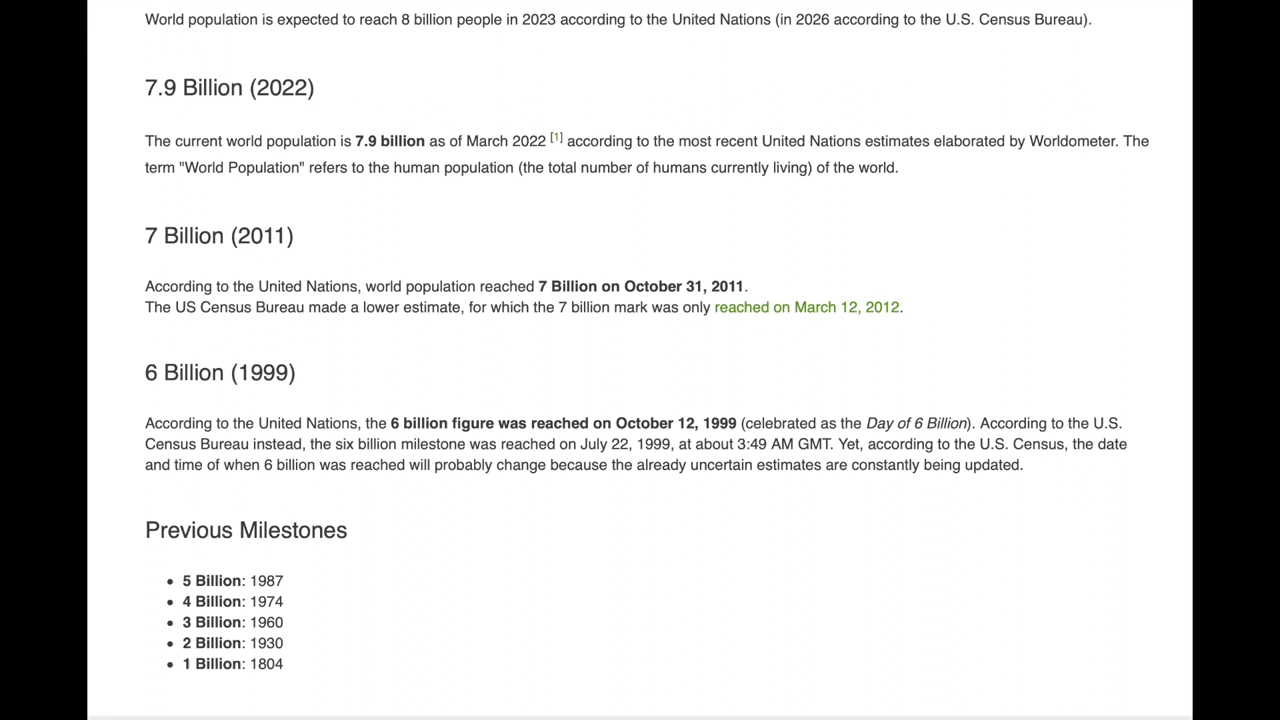 World population is expected to reach 8 billion people in 2023 according to the United Nations (in 2026 according to the U.S. Census Bureau).
7.9 Billion (2022)
The current world population is 7.9 billion as of March 2022 [1] according to the most recent United Nations estimates elaborated by Worldometer. The
term "World Population" refers to the human population (the total number of humans currently living) of the world.
7 Billion (2011)
According to the United Nations, world population reached 7 Billion on October 31, 2011.
The US Census Bureau made a lower estimate, for which the 7 billion mark was only reached on March 12, 2012.
6 Billion (1999)
According to the United Nations, the 6 billion figure was reached on October 12, 1999 (celebrated as the Day of 6 Billion). According to the U.S.
Census Bureau instead, the six billion milestone was reached on July 22, 1999, at about 3:49 AM GMT. Yet, according to the U.S. Census, the date
and time of when 6 billion was reached will probably change because the already uncertain estimates are constantly being updated.
Previous Milestones
• 5 Billion: 1987
• 4 Billion: 1974
• 3 Billion: 1960
• 2 Billion: 1930
• 1 Billion: 1804